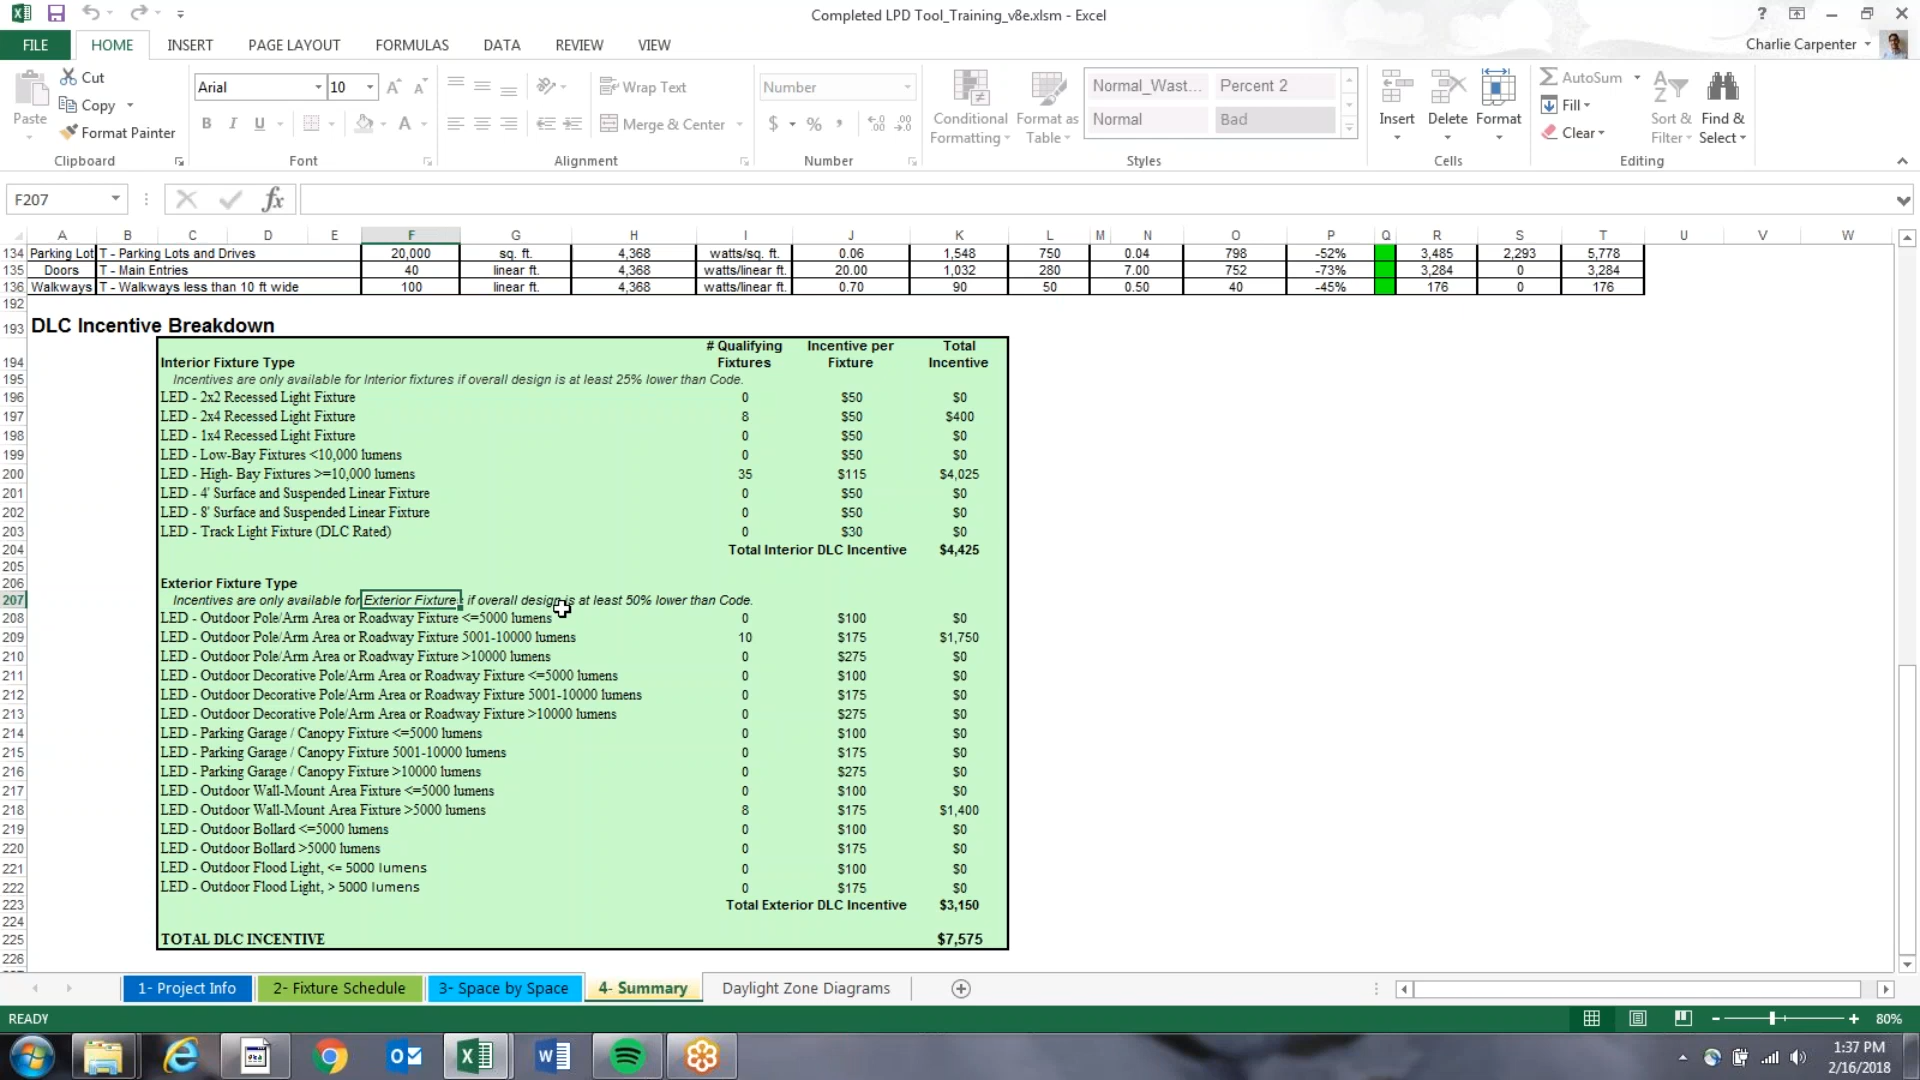 Completed LPD Tool_Training_v8e.xlsm - Excel
FILE HOME INSERT PAGE LAYOUT FORMULAS DATA REVIEW VIEW Charlie Carpenter
Cut
Copy
Format Painter
Paste
Clipboard
Arial 10
B I U
Font
Wrap Text
Merge & Center
Alignment
Number
$ % ,
Number
Conditional Formatting
Format as Table
Normal_Wast... Percent 2
Normal Bad
Styles
Insert Delete Format
Cells
AutoSum
Fill
Clear
Sort & Filter
Find & Select
Editing
F207 fx
A B C D E F G H I J K L M N O P Q R S T U V W
134 Parking Lot T - Parking Lots and Drives 20,000 sq. ft. 4,368 watts/sq. ft. 0.06 1,548 750 0.04 798 -52% 3,485 2,293 5,778
135 Doors T - Main Entries 40 linear ft. 4,368 watts/linear ft. 20.00 1,032 280 7.00 752 -73% 3,284 0 3,284
136 Walkways T - Walkways less than 10 ft wide 100 linear ft. 4,368 watts/linear ft. 0.70 90 50 0.50 40 -45% 176 0 176
192
193 DLC Incentive Breakdown
194 Interior Fixture Type # Qualifying Fixtures Incentive per Fixture Total Incentive
195 Incentives are only available for Interior fixtures if overall design is at least 25% lower than Code.
196 LED - 2x2 Recessed Light Fixture 0 $50 $0
197 LED - 2x4 Recessed Light Fixture 8 $50 $400
198 LED - 1x4 Recessed Light Fixture 0 $50 $0
199 LED - Low-Bay Fixtures <10,000 lumens 0 $50 $0
200 LED - High- Bay Fixtures >=10,000 lumens 35 $115 $4,025
201 LED - 4' Surface and Suspended Linear Fixture 0 $50 $0
202 LED - 8' Surface and Suspended Linear Fixture 0 $50 $0
203 LED - Track Light Fixture (DLC Rated) 0 $30 $0
204 Total Interior DLC Incentive $4,425
205
206 Exterior Fixture Type
207 Incentives are only available for Exterior Fixtures if overall design is at least 50% lower than Code.
208 LED - Outdoor Pole/Arm Area or Roadway Fixture <=5000 lumens 0 $100 $0
209 LED - Outdoor Pole/Arm Area or Roadway Fixture 5001-10000 lumens 10 $175 $1,750
210 LED - Outdoor Pole/Arm Area or Roadway Fixture >10000 lumens 0 $275 $0
211 LED - Outdoor Decorative Pole/Arm Area or Roadway Fixture <=5000 lumens 0 $100 $0
212 LED - Outdoor Decorative Pole/Arm Area or Roadway Fixture 5001-10000 lumens 0 $175 $0
213 LED - Outdoor Decorative Pole/Arm Area or Roadway Fixture >10000 lumens 0 $275 $0
214 LED - Parking Garage / Canopy Fixture <=5000 lumens 0 $100 $0
215 LED - Parking Garage / Canopy Fixture 5001-10000 lumens 0 $175 $0
216 LED - Parking Garage / Canopy Fixture >10000 lumens 0 $275 $0
217 LED - Outdoor Wall-Mount Area Fixture <=5000 lumens 0 $100 $0
218 LED - Outdoor Wall-Mount Area Fixture >5000 lumens 8 $175 $1,400
219 LED - Outdoor Bollard <=5000 lumens 0 $100 $0
220 LED - Outdoor Bollard >5000 lumens 0 $175 $0
221 LED - Outdoor Flood Light, <= 5000 lumens 0 $100 $0
222 LED - Outdoor Flood Light, > 5000 lumens 0 $175 $0
223 Total Exterior DLC Incentive $3,150
224
225 TOTAL DLC INCENTIVE $7,575
226
1- Project Info 2- Fixture Schedule 3- Space by Space 4- Summary Daylight Zone Diagrams
READY 80%
1:37 PM
2/16/2018